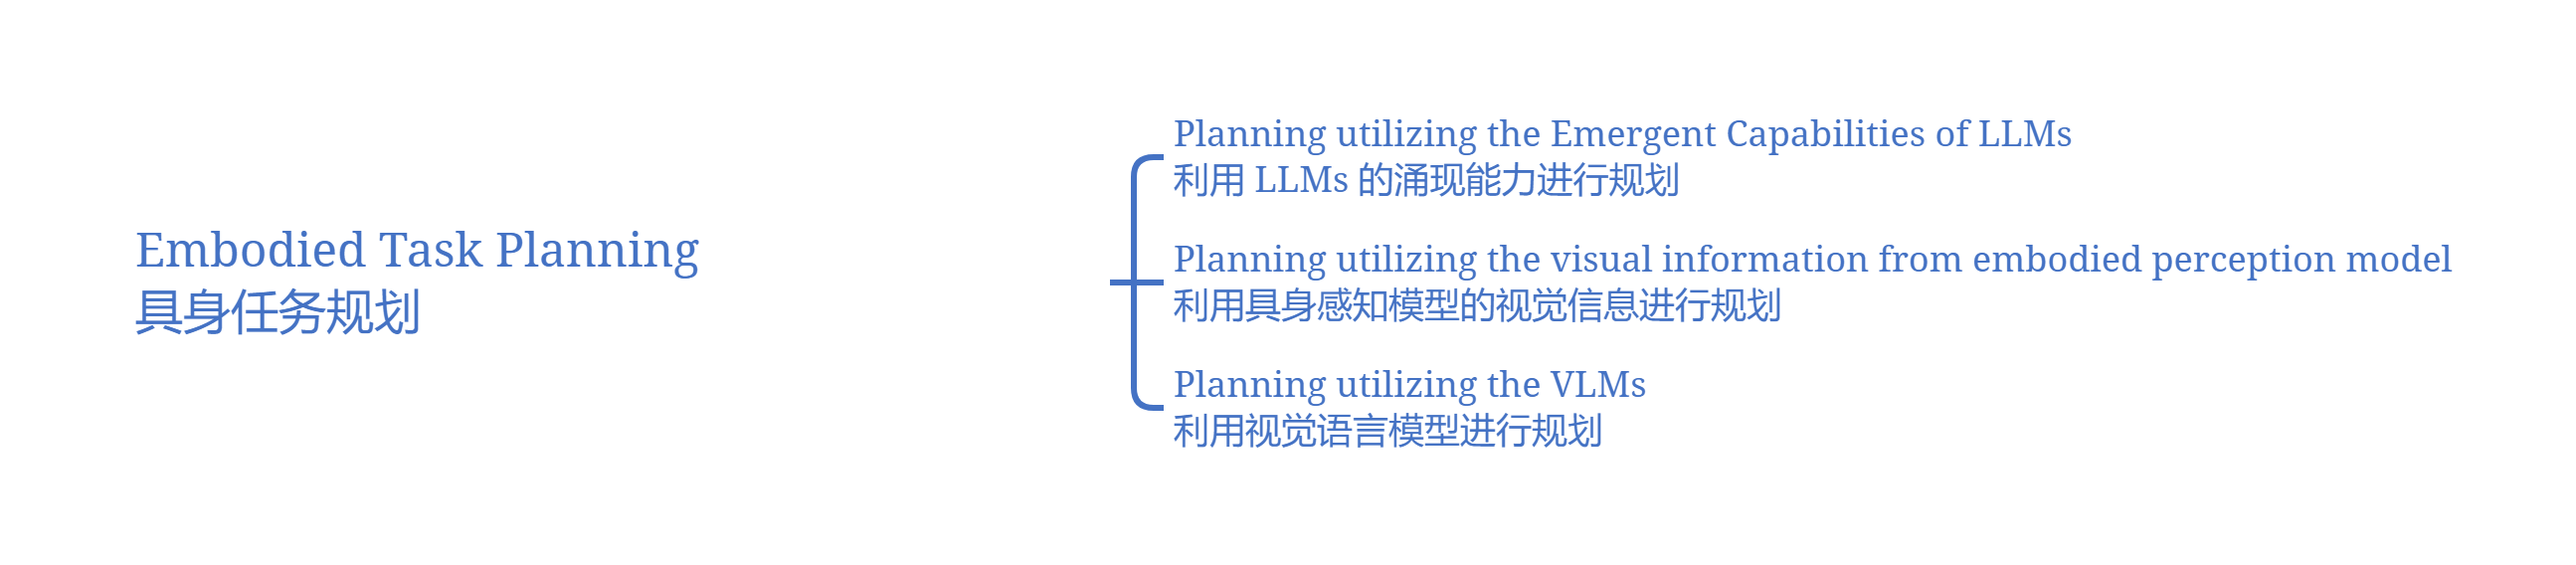 Embodied Task Planning
具身任务规划
Planning utilizing the Emergent Capabilities of LLMs
利用 LLMs 的涌现能力进行规划
Planning utilizing the visual information from embodied perception model
利用具身感知模型的视觉信息进行规划
Planning utilizing the VLMs
利用视觉语言模型进行规划